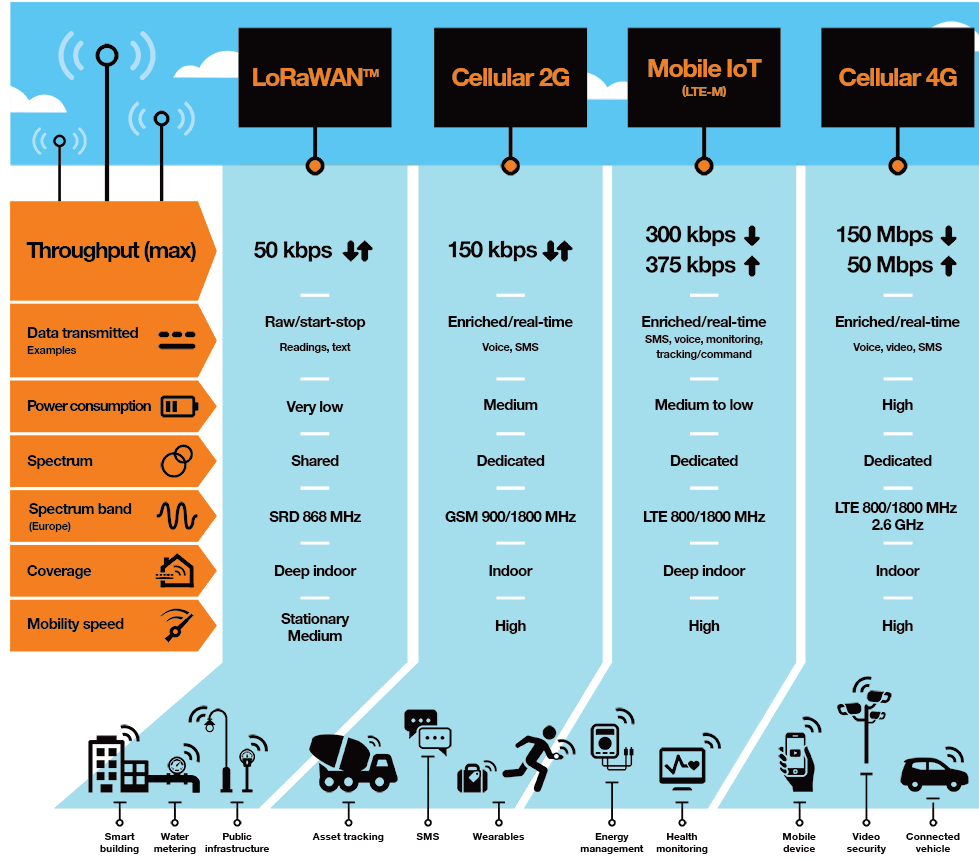 LoRaWAN™
Cellular 2G
Mobile IoT
(LTE-M)
Cellular 4G
Throughput (max)
50 kbps
150 kbps
300 kbps
375 kbps
150 Mbps
50 Mbps
Data transmitted
Examples
Raw/start-stop
Readings, text
Enriched/real-time
Voice, SMS
Enriched/real-time
SMS, voice, monitoring,
tracking/command
Enriched/real-time
Voice, video, SMS
Power consumption
Very low
Medium
Medium to low
High
Spectrum
Shared
Dedicated
Dedicated
Dedicated
Spectrum band
(Europe)
SRD 868 MHz
GSM 900/1800 MHz
LTE 800/1800 MHz
LTE 800/1800 MHz
2.6 GHz
Coverage
Deep indoor
Indoor
Deep indoor
Indoor
Mobility speed
Stationary
Medium
High
High
High
Smart
building
Water
metering
Public
infrastructure
Asset tracking
SMS
Wearables
Energy
management
Health
monitoring
Mobile
device
Video
security
Connected
vehicle